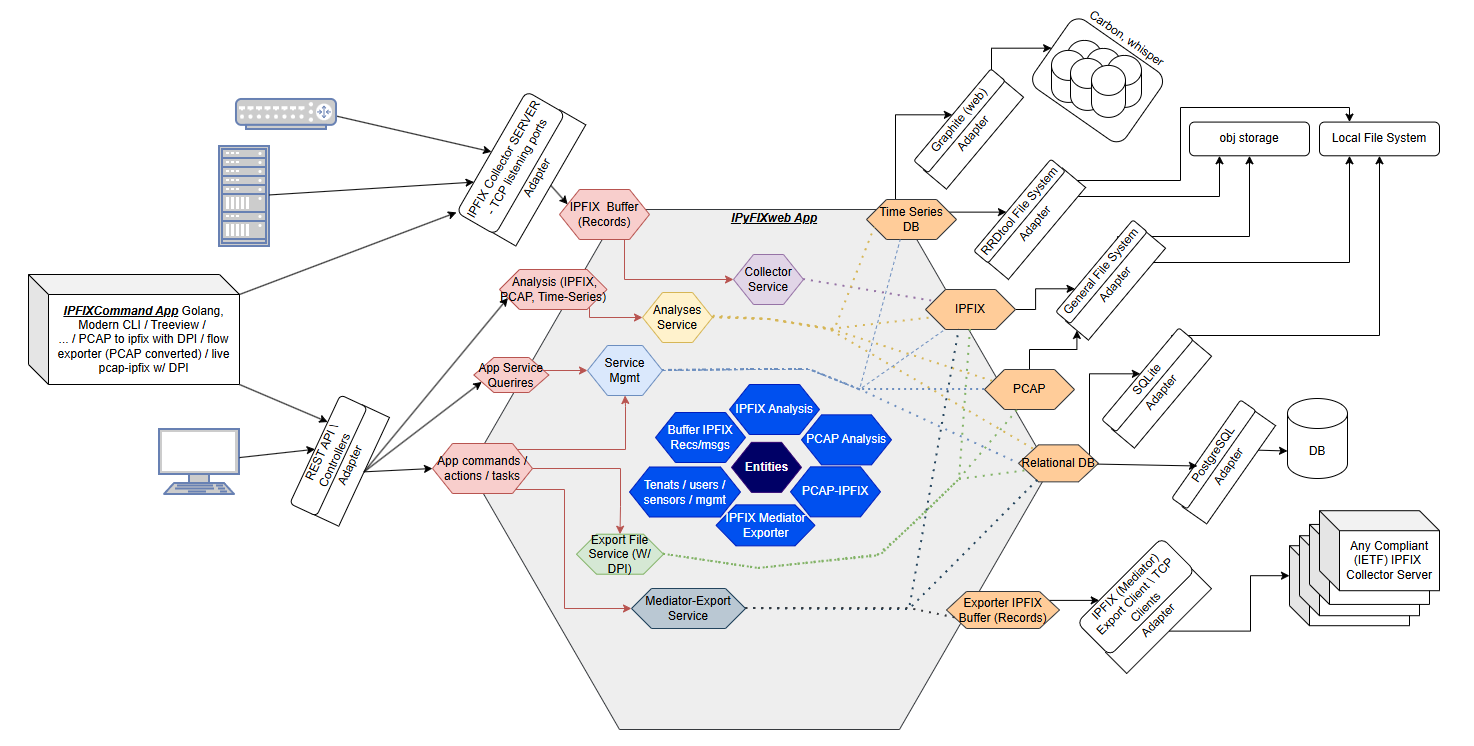 Carbon, whisper
Graphite (web)
Adapter
obj storage
Local File System
IPFIX Collector SERVER
- TCP listening ports
Adapter
RRDtool File System
Adapter
IPFIX  Buffer
(Records)
IPyFIXweb App
Time Series
DB
General File System
Adapter
Analysis (IPFIX,
PCAP, Time-Series)
Collector
Service
IPFIX
IPFIXCommand App Golang,
Modern CLI / Treeview /
... / PCAP to ipfix with DPI / flow
exporter (PCAP converted) / live
pcap-ipfix w/ DPI
Analyses
Service
App Service
Querires
Service
Mgmt
PCAP
SQLite
Adapter
REST API \
Controllers
Adapter
IPFIX Analysis
Buffer IPFIX
Recs/msgs
PCAP Analysis
App commands /
actions / tasks
Entities
Relational DB
PostgreSQL
Adapter
DB
Tenats / users /
sensors / mgmt
PCAP-IPFIX
IPFIX Mediator
Exporter
Export File
Service (W/
DPI)
Any Compliant
(IETF) IPFIX
Collector Server
Mediator-Export
Service
Exporter IPFIX
Buffer (Records)
IPFIX (Mediator)
Export Client \ TCP
Clients
Adapter